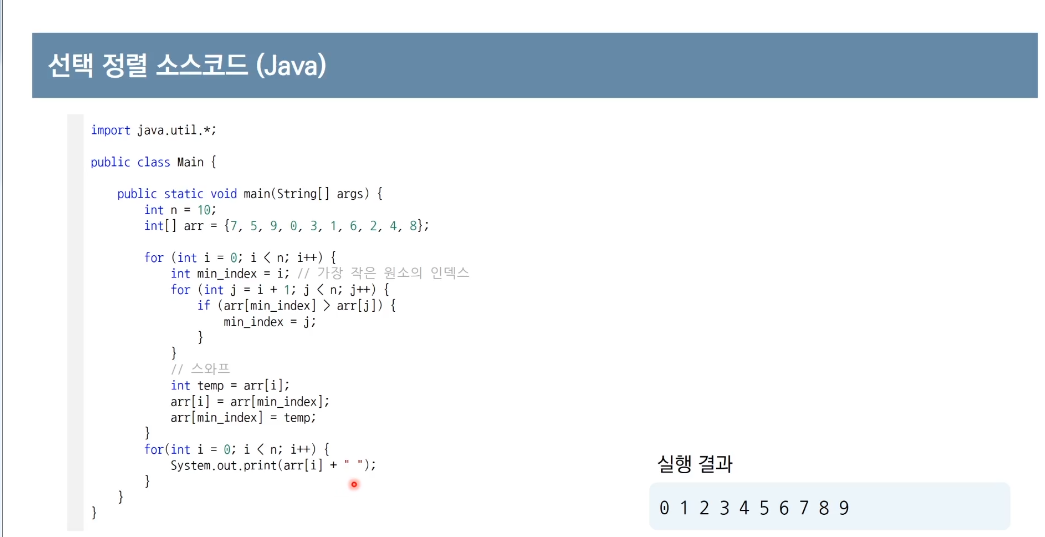 선택 정렬 소스코드 (Java)
import java.util.*;
public class Main {
public static void main(String[] args) {
int n = 10;
int[] arr = {7, 5, 9, 0, 3, 1, 6, 2, 4, 8};
for (int i = 0; i < n; i++) {
int min_index = i; // 가장 작은 원소의 인덱스
for (int j = i + 1; j < n; j++) {
if (arr[min_index] > arr[j]) {
min_index = j;
}
}
// 스와프
int temp = arr[i];
arr[i] = arr[min_index];
arr[min_index] = temp;
}
for(int i = 0; i < n; i++) {
System.out.print(arr[i] + " ");
}
}
}
실행 결과
0 1 2 3 4 5 6 7 8 9